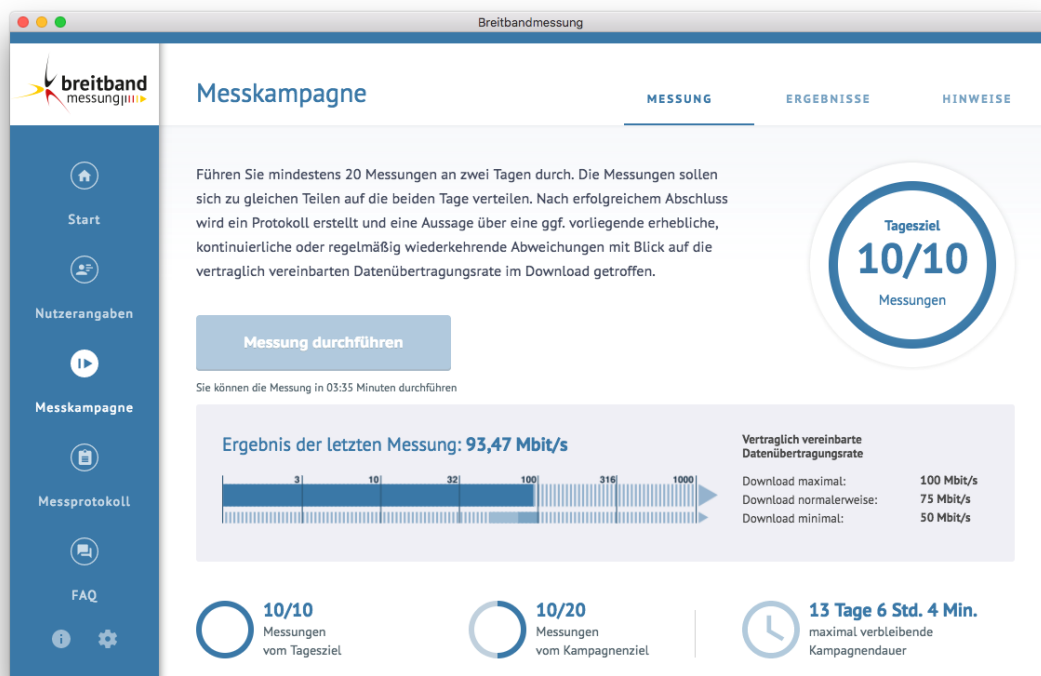 Breitbandmessung
breitband
messung
Messkampagne
MESSUNG
ERGEBNISSE
HINWEISE
Start
Nutzerangaben
Messkampagne
Messprotokoll
FAQ
Führen Sie mindestens 20 Messungen an zwei Tagen durch. Die Messungen sollen
sich zu gleichen Teilen auf die beiden Tage verteilen. Nach erfolgreichem Abschluss
wird ein Protokoll erstellt und eine Aussage über eine ggf. vorliegende erhebliche,
kontinuierliche oder regelmäßig wiederkehrende Abweichungen mit Blick auf die
vertraglich vereinbarten Datenübertragungsrate im Download getroffen.
Tagesziel
10/10
Messungen
Messung durchführen
Sie können die Messung in 03:35 Minuten durchführen
Ergebnis der letzten Messung: 93,47 Mbit/s
3 10 32 100 316 1000
Vertraglich vereinbarte
Datenübertragungsrate
Download maximal: 100 Mbit/s
Download normalerweise: 75 Mbit/s
Download minimal: 50 Mbit/s
10/10
Messungen
vom Tagesziel
10/20
Messungen
vom Kampagnenziel
13 Tage 6 Std. 4 Min.
maximal verbleibende
Kampagnendauer